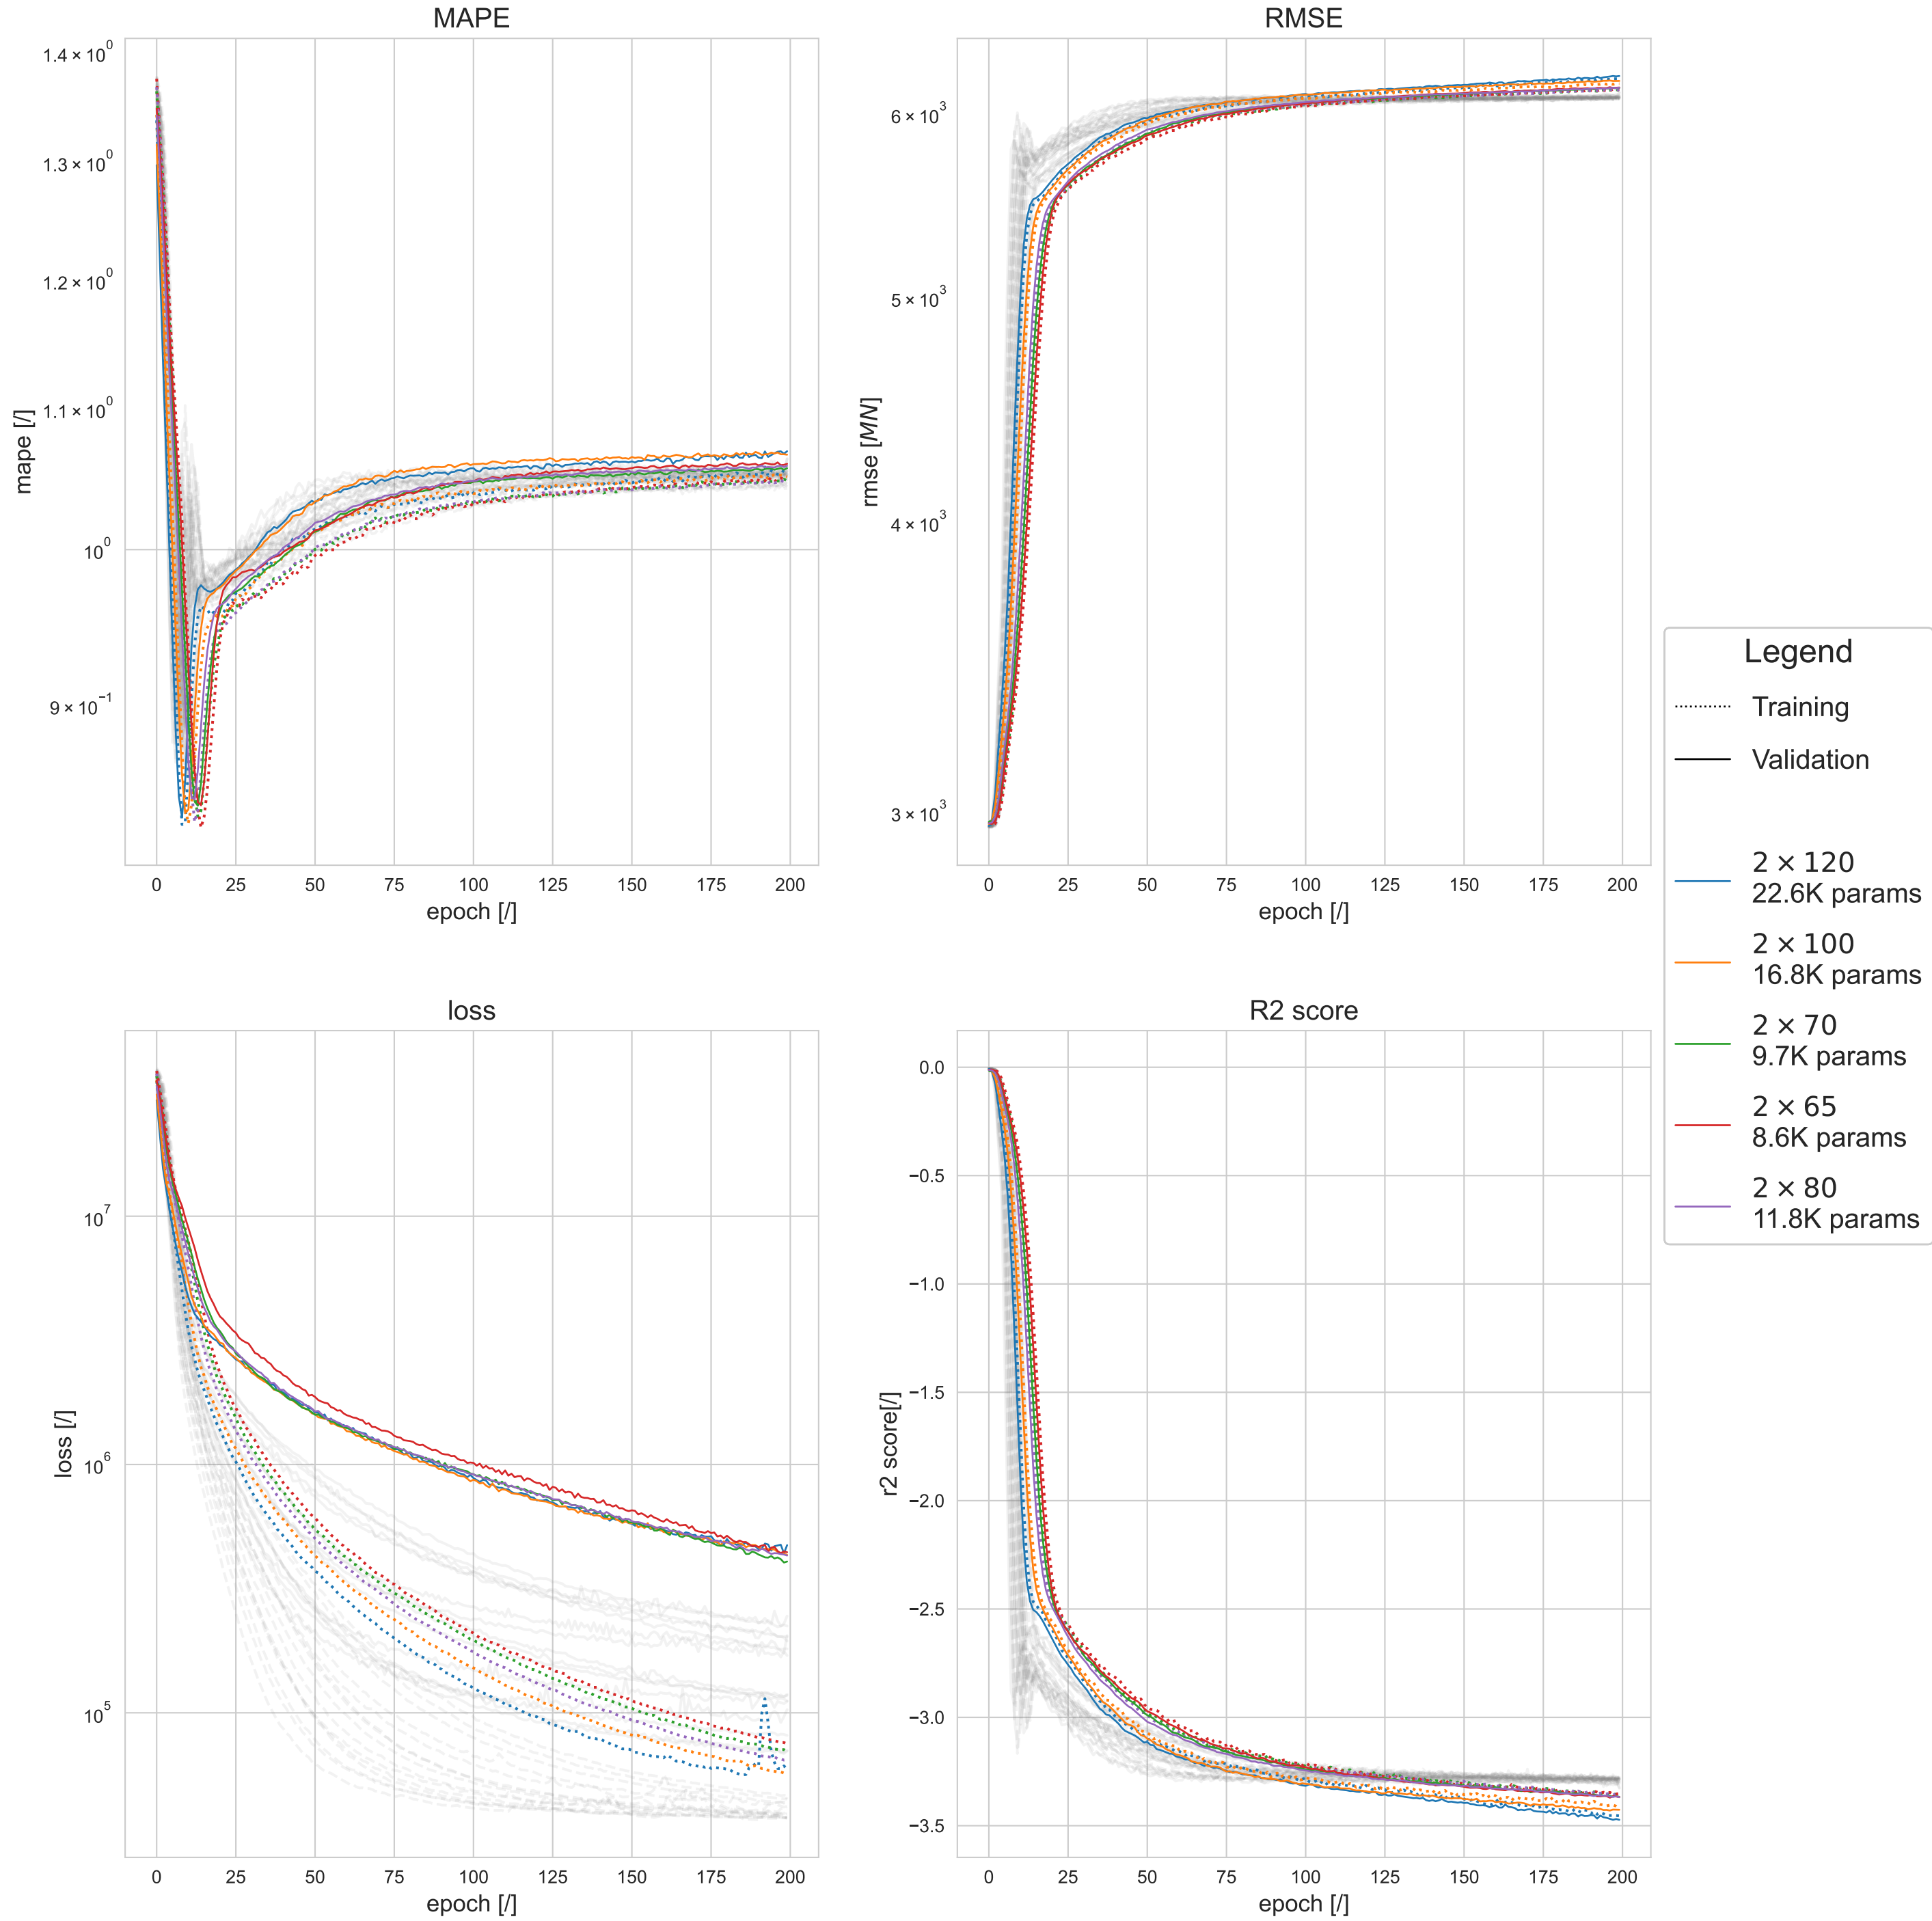 MAPE
1.4 × 10⁰
1.3 × 10⁰
1.2 × 10⁰
1.1 × 10⁰
10⁰
9 × 10⁻¹
mape [/]
0 25 50 75 100 125 150 175 200
epoch [/]
RMSE
6 × 10³
5 × 10³
4 × 10³
3 × 10³
rmse [MN]
0 25 50 75 100 125 150 175 200
epoch [/]
loss
10⁷
10⁶
10⁵
loss [/]
0 25 50 75 100 125 150 175 200
epoch [/]
R2 score
0.0
−0.5
−1.0
−1.5
−2.0
−2.5
−3.0
−3.5
r2 score[/]
0 25 50 75 100 125 150 175 200
epoch [/]
Legend
Training
Validation
2 × 120
22.6K params
2 × 100
16.8K params
2 × 70
9.7K params
2 × 65
8.6K params
2 × 80
11.8K params